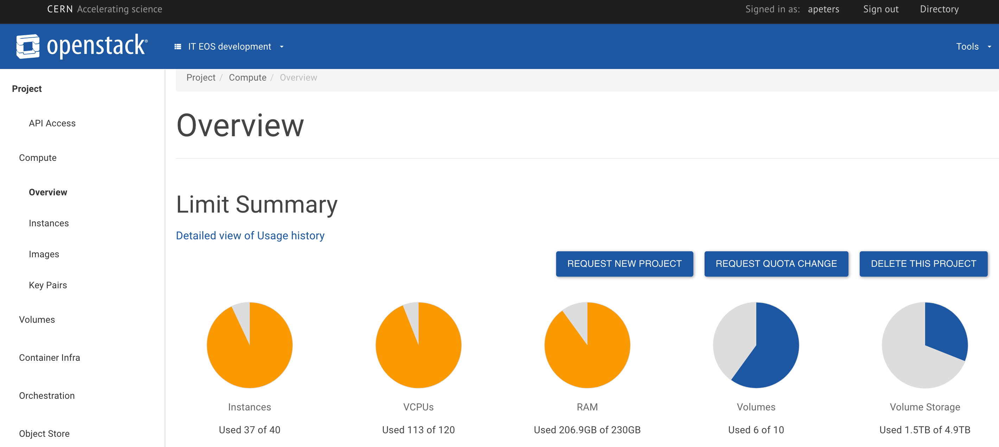 CERN Accelerating science
Signed in as: apeters Sign out Directory
openstack®
IT EOS development
Tools
Project
API Access
Compute
Overview
Instances
Images
Key Pairs
Volumes
Container Infra
Orchestration
Object Store
Project / Compute / Overview
Overview
Limit Summary
Detailed view of Usage history
REQUEST NEW PROJECT
REQUEST QUOTA CHANGE
DELETE THIS PROJECT
Instances
Used 37 of 40
VCPUs
Used 113 of 120
RAM
Used 206.9GB of 230GB
Volumes
Used 6 of 10
Volume Storage
Used 1.5TB of 4.9TB